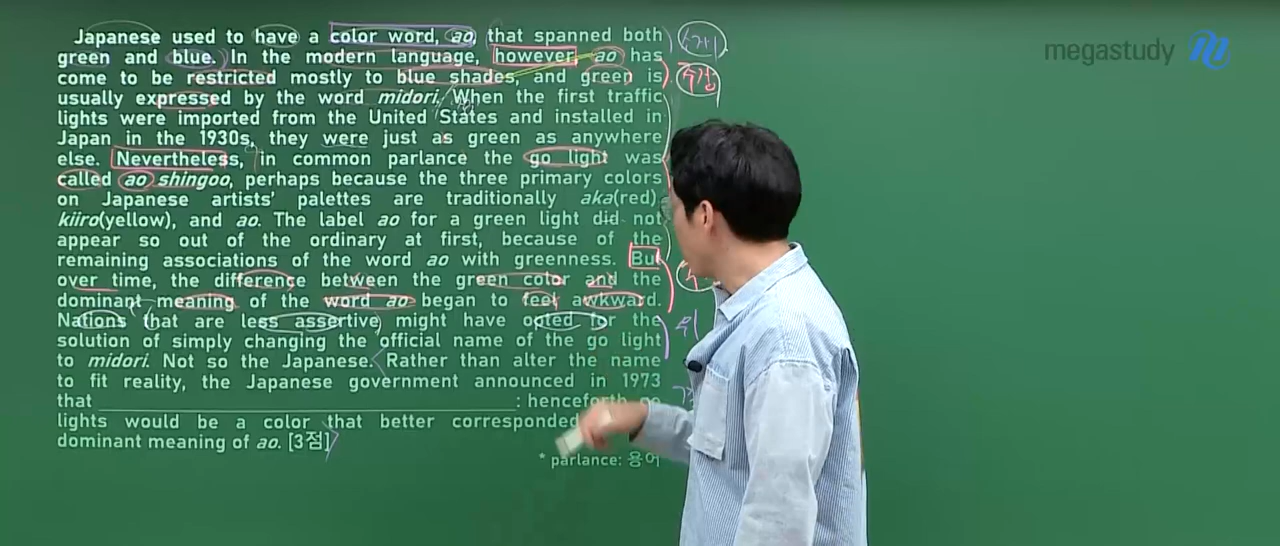 megastudy
Japanese used to have a color word, ao, that spanned both
green and blue. In the modern language, however, ao has
come to be restricted mostly to blue shades, and green is
usually expressed by the word midori. When the first traffic
lights were imported from the United States and installed in
Japan in the 1930s, they were just as green as anywhere
else. Nevertheless, in common parlance the go light was
called ao shingoo, perhaps because the three primary colors
on Japanese artists' palettes are traditionally aka(red),
kiiro(yellow), and ao. The label ao for a green light did not
appear so out of the ordinary at first, because of the
remaining associations of the word ao with greenness. But
over time, the difference between the green color and the
dominant meaning of the word ao began to feel awkward.
Nations that are less assertive might have opted for the
solution of simply changing the official name of the go light
to midori. Not so the Japanese. Rather than alter the name
to fit reality, the Japanese government announced in 1973
that : henceforth go
lights would be a color that better corresponded
dominant meaning of ao. [3점]
* parlance: 용어